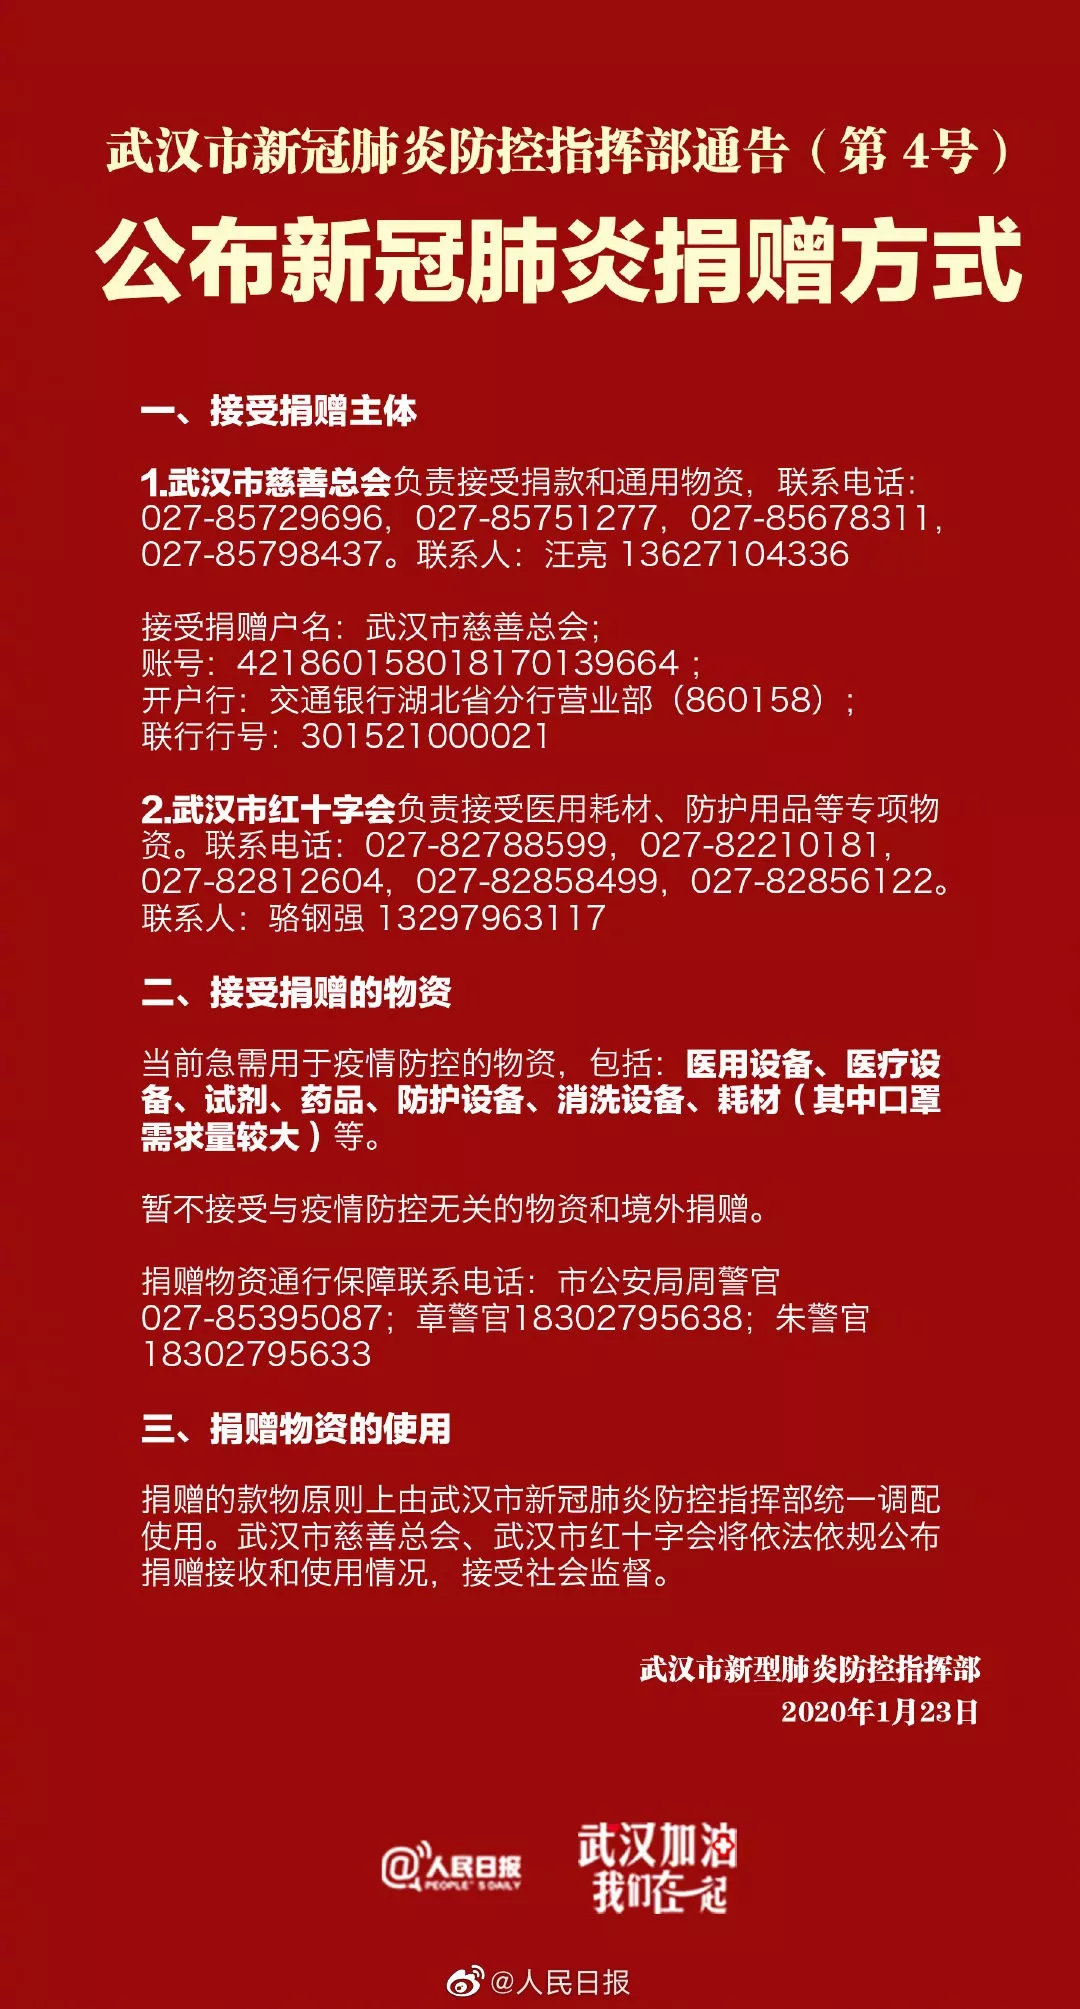 武汉市新冠肺炎防控指挥部通告（第 4号）
公布新冠肺炎捐赠方式
一、接受捐赠主体
1.武汉市慈善总会负责接受捐款和通用物资，联系电话：
027-85729696，027-85751277，027-85678311，
027-85798437。联系人：汪亮 13627104336
接受捐赠户名：武汉市慈善总会；
账号：421860158018170139664；
开户行：交通银行湖北省分行营业部（860158）；
联行行号：301521000021
2.武汉市红十字会负责接受医用耗材、防护用品等专项物
资。联系电话：027-82788599，027-82210181，
027-82812604，027-82858499，027-82856122。
联系人：骆钢强 13297963117
二、接受捐赠的物资
当前急需用于疫情防控的物资，包括：医用设备、医疗设
备、试剂、药品、防护设备、消洗设备、耗材（其中口罩
需求量较大）等。
暂不接受与疫情防控无关的物资和境外捐赠。
捐赠物资通行保障联系电话：市公安局周警官
027-85395087；章警官18302795638；朱警官
18302795633
三、捐赠物资的使用
捐赠的款物原则上由武汉市新冠肺炎防控指挥部统一调配
使用。武汉市慈善总会、武汉市红十字会将依法依规公布
捐赠接收和使用情况，接受社会监督。
武汉市新型肺炎防控指挥部
2020年1月23日
@人民日报
PEOPLE'S DAILY
武汉加油
我们在一起
@人民日报